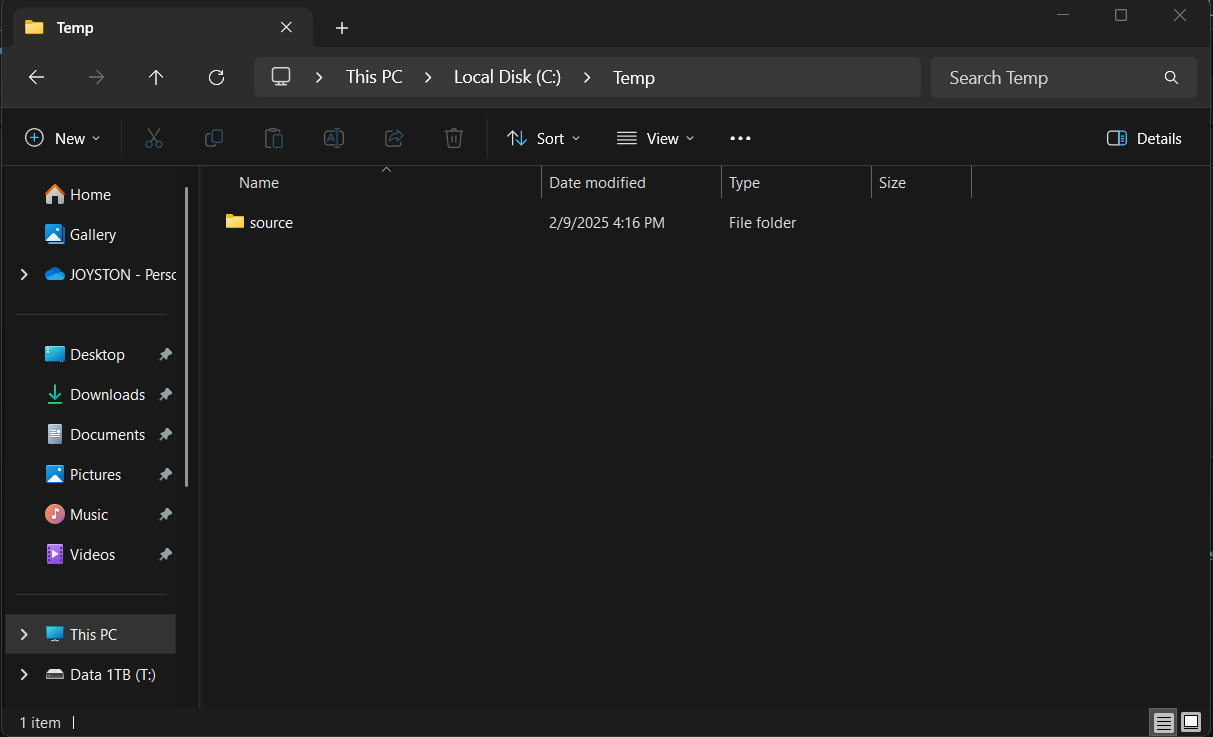 Temp
This PC Local Disk (C:) Temp Search Temp
New Sort View Details
Name Date modified Type Size
source 2/9/2025 4:16 PM File folder
Home
Gallery
JOYSTON - Perso
Desktop
Downloads
Documents
Pictures
Music
Videos
This PC
Data 1TB (T:)
1 item